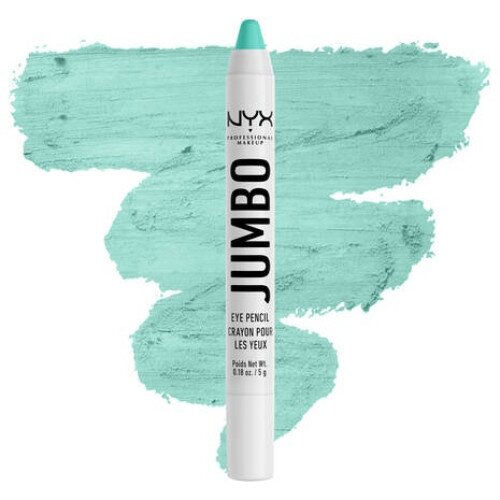 NYX
PROFESSIONAL
MAKEUP
JUMBO
EYE PENCIL
CRAYON POUR
LES YEUX
Poids Net Wt.
0.18 oz. / 5 g